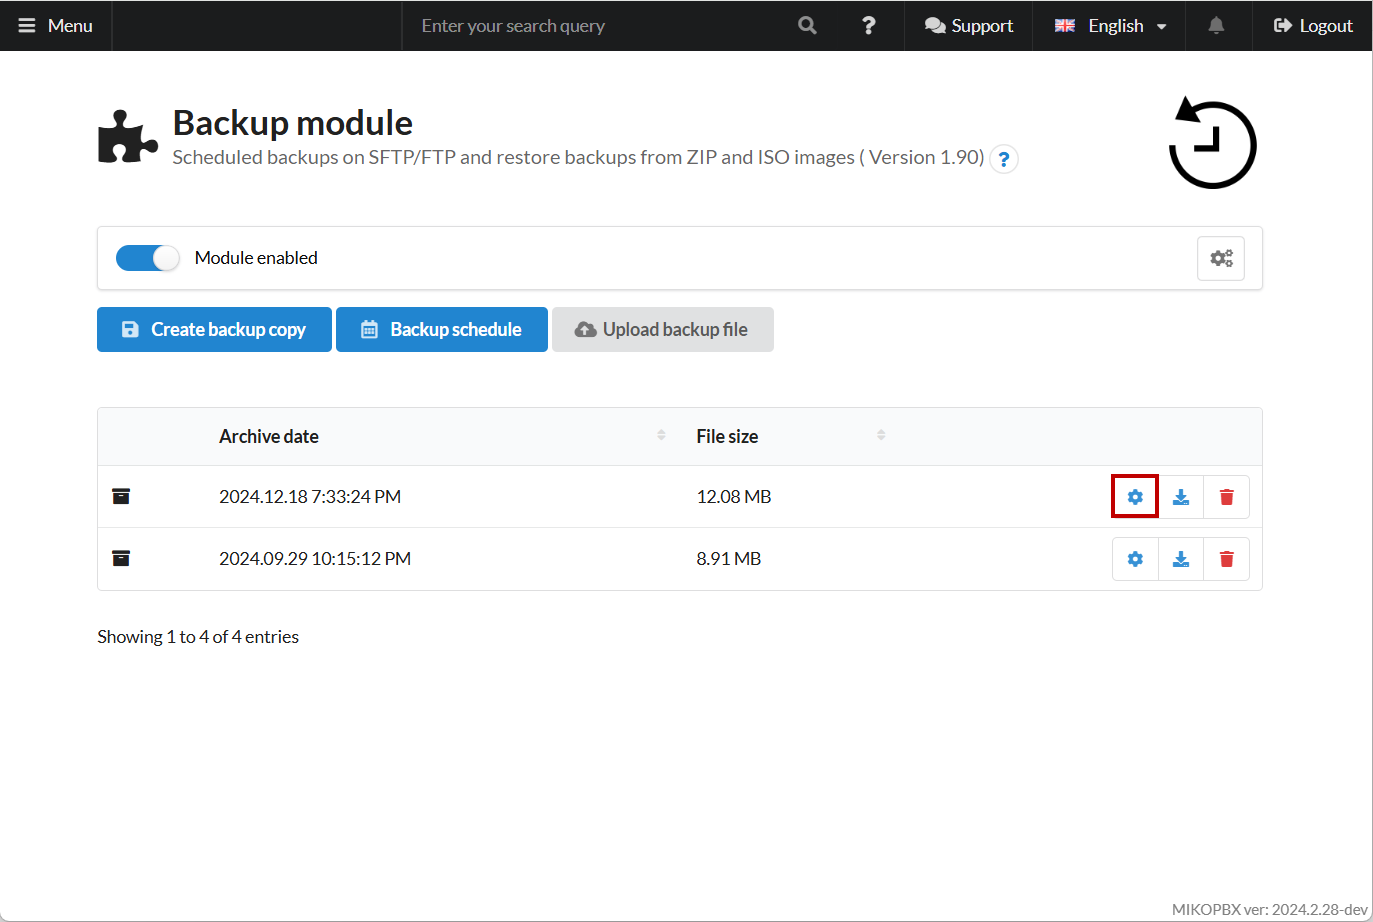 Menu
Enter your search query
?
Support
English
Logout
Backup module
Scheduled backups on SFTP/FTP and restore backups from ZIP and ISO images ( Version 1.90) ?
Module enabled
Create backup copy
Backup schedule
Upload backup file
Archive date File size
2024.12.18 7:33:24 PM 12.08 MB
2024.09.29 10:15:12 PM 8.91 MB
Showing 1 to 4 of 4 entries
MIKOPBX ver: 2024.2.28-dev